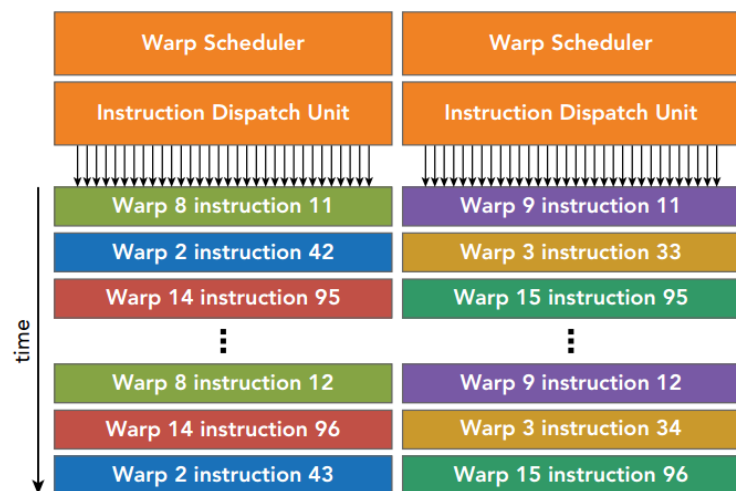 Warp Scheduler
Warp Scheduler
Instruction Dispatch Unit
Instruction Dispatch Unit
Warp 8 instruction 11
Warp 9 instruction 11
Warp 2 instruction 42
Warp 3 instruction 33
Warp 14 instruction 95
Warp 15 instruction 95
time
Warp 8 instruction 12
Warp 9 instruction 12
Warp 14 instruction 96
Warp 3 instruction 34
Warp 2 instruction 43
Warp 15 instruction 96